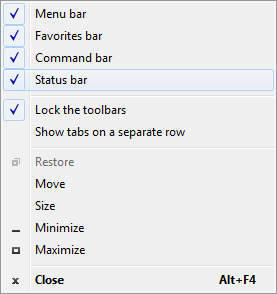 Menu bar
Favorites bar
Command bar
Status bar
Lock the toolbars
Show tabs on a separate row
Restore
Move
Size
Minimize
Maximize
Close Alt+F4